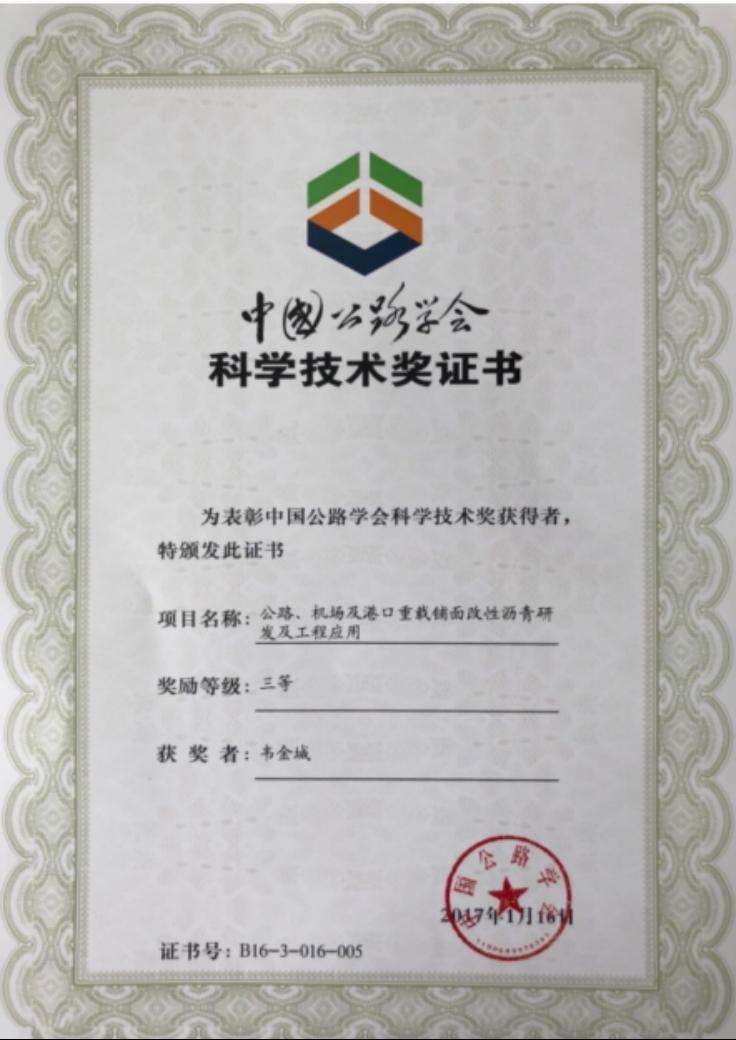 中国公路学会
科学技术奖证书
为表彰中国公路学会科学技术奖获得者，
特颁发此证书
项目名称：公路、机场及港口重载铺面改性沥青研
发及工程应用
奖励等级：三等
获 奖 者：韦金城
中国公路学会
2017年1月16日
证书号：B16-3-016-005